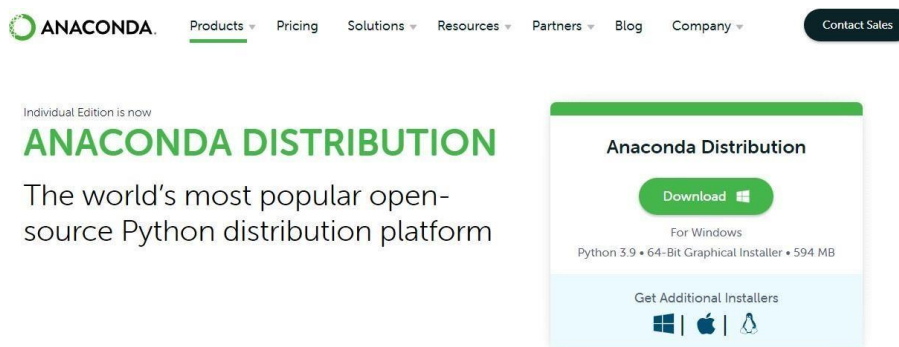 ANACONDA.
Products
Pricing
Solutions
Resources
Partners
Blog
Company
Contact Sales
Individual Edition is now
ANACONDA DISTRIBUTION
The world's most popular open-
source Python distribution platform
Anaconda Distribution
Download
For Windows
Python 3.9 • 64-Bit Graphical Installer • 594 MB
Get Additional Installers